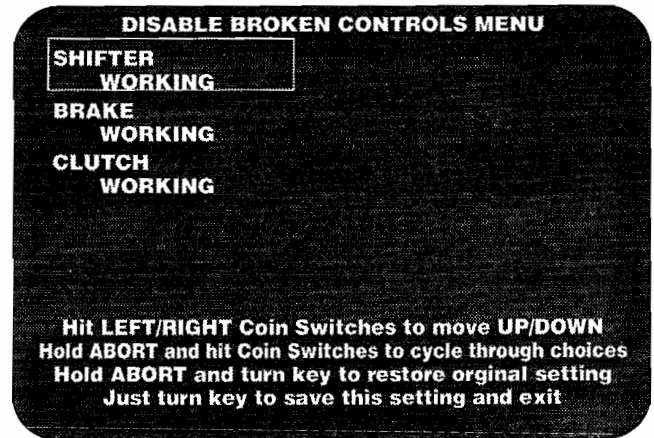 DISABLE BROKEN CONTROLS MENU
SHIFTER
WORKING
BRAKE
WORKING
CLUTCH
WORKING
Hit LEFT/RIGHT Coin Switches to move UP/DOWN
Hold ABORT and hit Coin Switches to cycle through choices
Hold ABORT and turn key to restore orginal setting
Just turn key to save this setting and exit